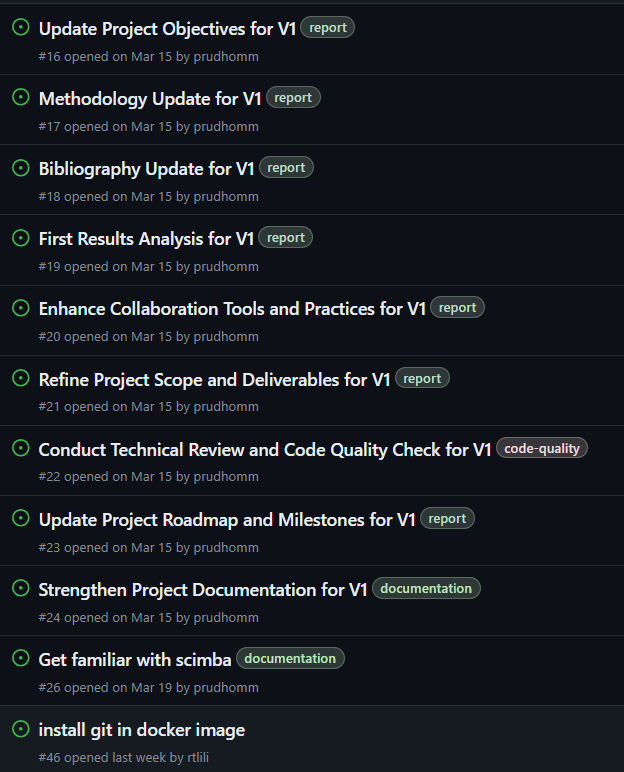 Update Project Objectives for V1 report
#16 opened on Mar 15 by prudhomm
Methodology Update for V1 report
#17 opened on Mar 15 by prudhomm
Bibliography Update for V1 report
#18 opened on Mar 15 by prudhomm
First Results Analysis for V1 report
#19 opened on Mar 15 by prudhomm
Enhance Collaboration Tools and Practices for V1 report
#20 opened on Mar 15 by prudhomm
Refine Project Scope and Deliverables for V1 report
#21 opened on Mar 15 by prudhomm
Conduct Technical Review and Code Quality Check for V1 code-quality
#22 opened on Mar 15 by prudhomm
Update Project Roadmap and Milestones for V1 report
#23 opened on Mar 15 by prudhomm
Strengthen Project Documentation for V1 documentation
#24 opened on Mar 15 by prudhomm
Get familiar with scimba documentation
#26 opened on Mar 19 by prudhomm
install git in docker image
#46 opened last week by rtlili